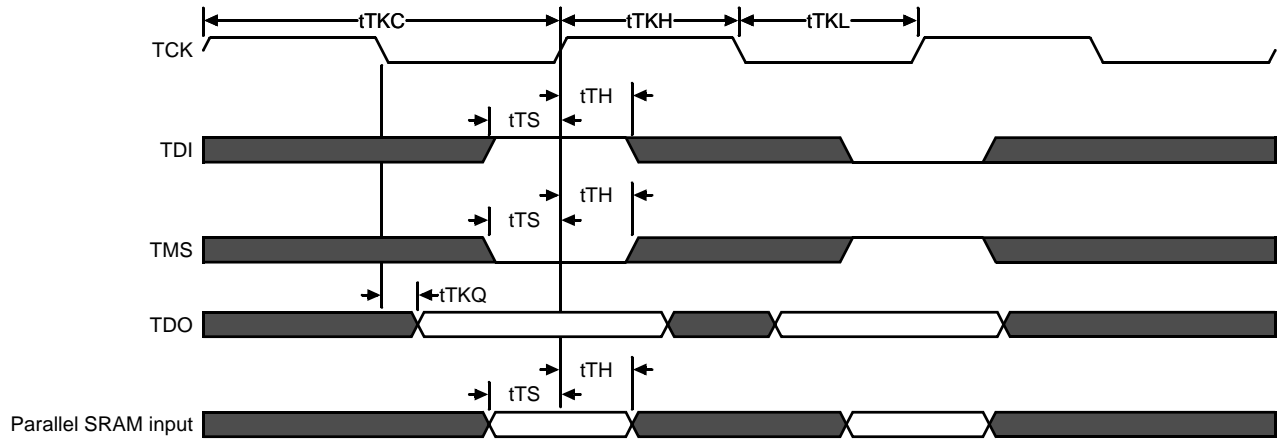 tTKC tTKH tTKL
TCK
tTH
tTS
TDI
tTH
tTS
TMS
tTKQ
TDO
tTH
tTS
Parallel SRAM input